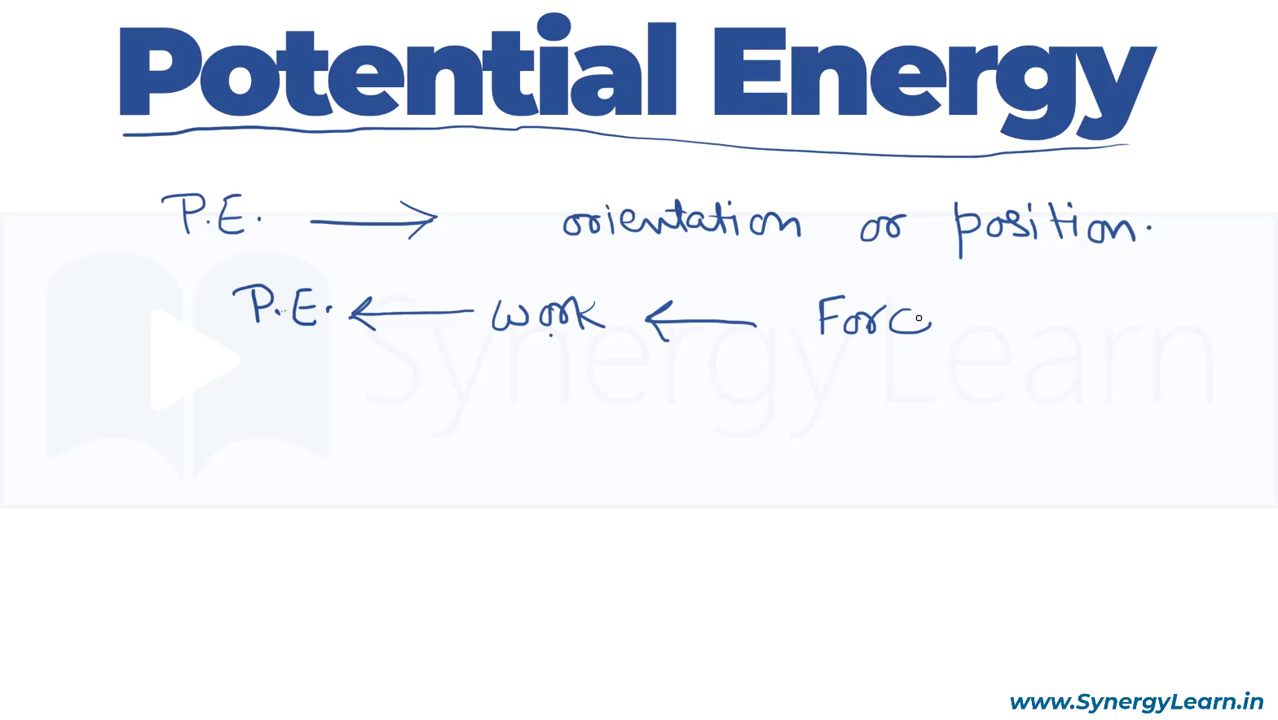 Potential Energy
P.E. → orientation or position.
P.E. ← work ← Forc
SynergyLearn
www.SynergyLearn.in